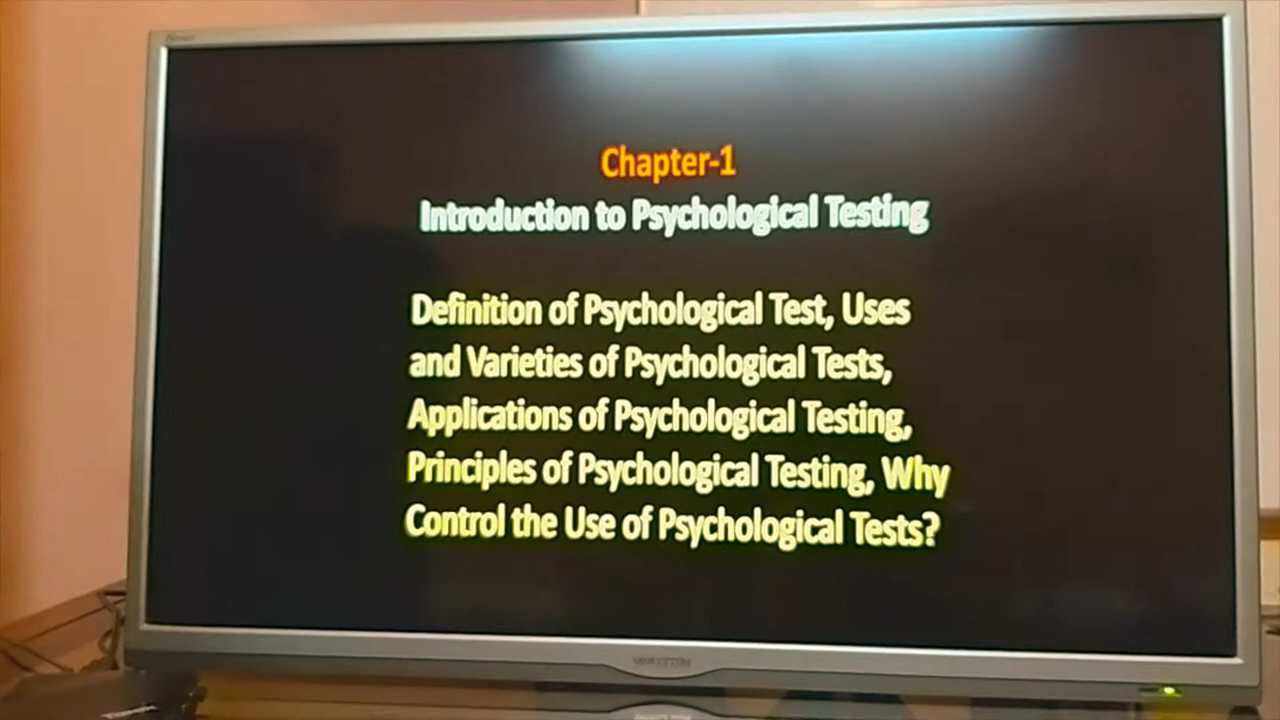 Chapter-1
Introduction to Psychological Testing
Definition of Psychological Test, Uses
and Varieties of Psychological Tests,
Applications of Psychological Testing,
Principles of Psychological Testing, Why
Control the Use of Psychological Tests?